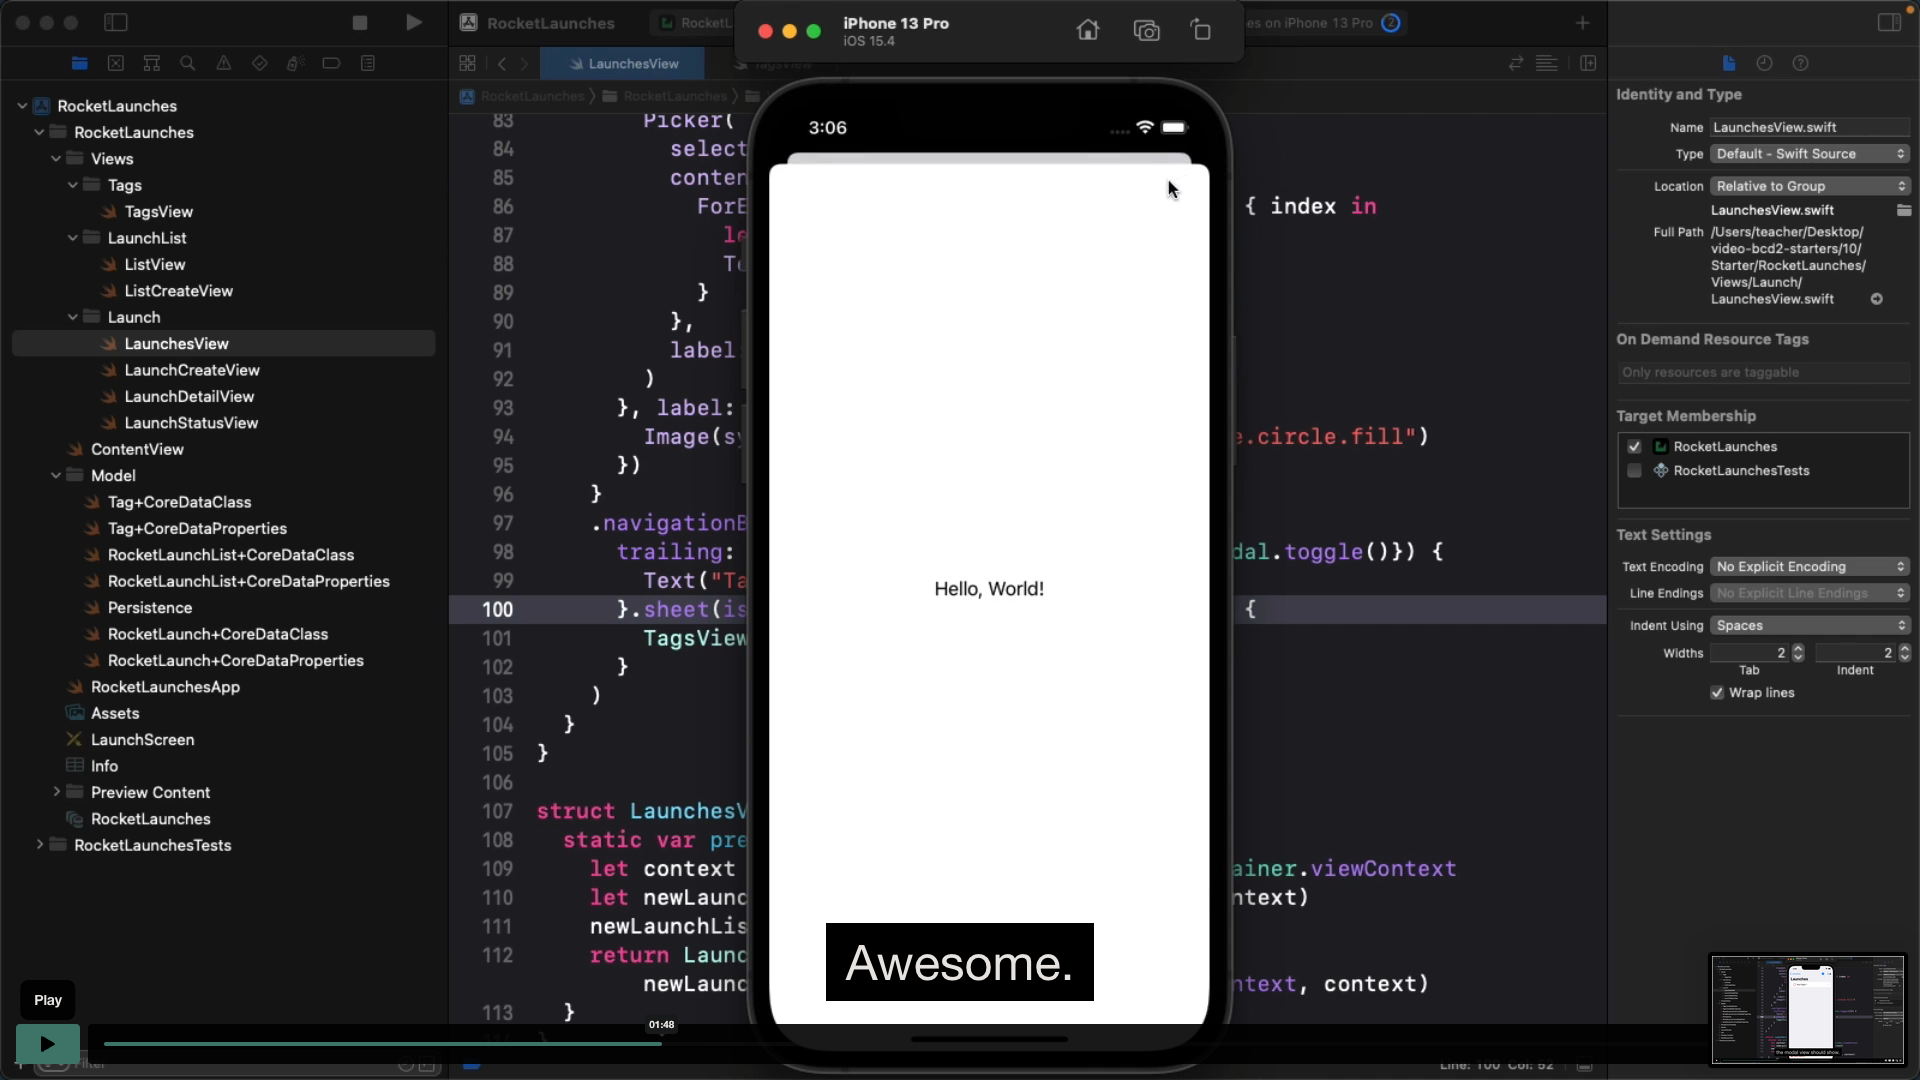 RocketLaunches
RocketL
iPhone 13 Pro
iOS 15.4
es on iPhone 13 Pro
2
LaunchesView
TagsView
RocketLaunches
RocketLaunches
RocketLaunches
RocketLaunches
Views
Tags
TagsView
LaunchList
ListView
ListCreateView
Launch
LaunchesView
LaunchCreateView
LaunchDetailView
LaunchStatusView
ContentView
Model
Tag+CoreDataClass
Tag+CoreDataProperties
RocketLaunchList+CoreDataClass
RocketLaunchList+CoreDataProperties
Persistence
RocketLaunch+CoreDataClass
RocketLaunch+CoreDataProperties
RocketLaunchesApp
Assets
LaunchScreen
Info
Preview Content
RocketLaunches
RocketLaunchesTests
Filter
83 Picker(
84 select
85 conten
86 ForE { index in
87 le
88 Te
89 }
90 },
91 label
92 )
93 }, label:
94 Image(sy e.circle.fill")
95 })
96 }
97 .navigationB
98 trailing: dal.toggle()}) {
99 Text("Ta
100 }.sheet(is {
101 TagsView
102 }
103 )
104 }
105 }
106
107 struct LaunchesV
108 static var pre
109 let context ainer.viewContext
110 let newLaunc ntext)
111 newLaunchLis
112 return Launc
newLaunc ntext, context)
113 }
3:06
Hello, World!
Awesome.
Play
01:48
Line: 100 Col: 52
Identity and Type
Name LaunchesView.swift
Type Default - Swift Source
Location Relative to Group
LaunchesView.swift
Full Path /Users/teacher/Desktop/
video-bcd2-starters/10/
Starter/RocketLaunches/
Views/Launch/
LaunchesView.swift
On Demand Resource Tags
Only resources are taggable
Target Membership
RocketLaunches
RocketLaunchesTests
Text Settings
Text Encoding No Explicit Encoding
Line Endings No Explicit Line Endings
Indent Using Spaces
Widths 2 2
Tab Indent
Wrap lines
the modal view should show.